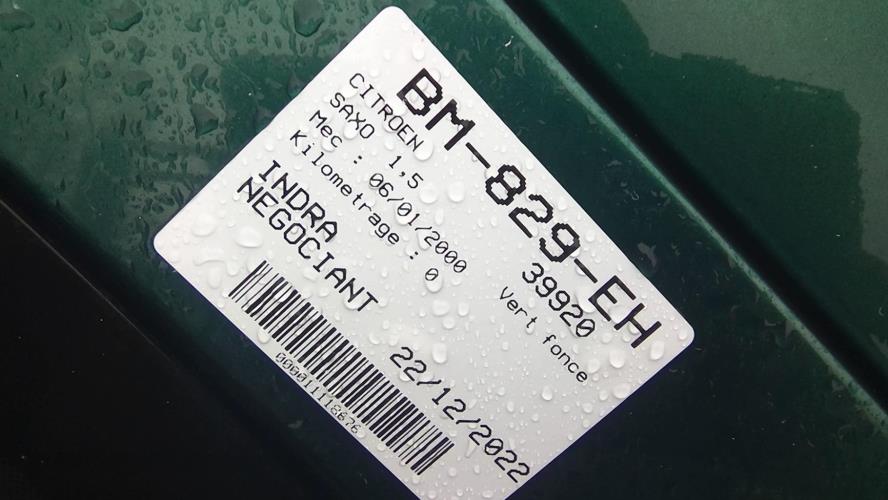 BM-829-EH
CITROEN 39920
SAXO 1,5 Vert fonce
Mec : 06/01/2000
Kilometrage : 0
INDRA
NEGOCIANT 22/12/2022
000011118676